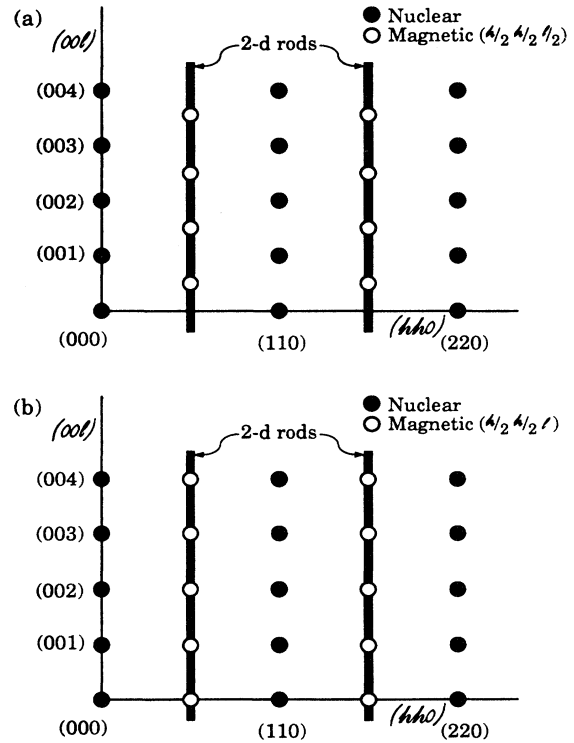 (a)
(00ℓ)
Nuclear
Magnetic (h/2 h/2 ℓ/2)
2-d rods
(004)
(003)
(002)
(001)
(hh0)
(000)
(110)
(220)
(b)
(00ℓ)
Nuclear
Magnetic (h/2 h/2 ℓ)
2-d rods
(004)
(003)
(002)
(001)
(hh0)
(000)
(110)
(220)